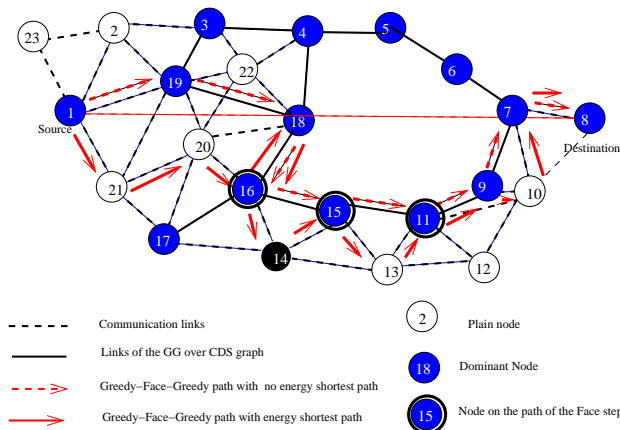 23
2
3
4
5
6
22
19
1
Source
18
7
8
Destination
20
21
16
15
9
10
11
17
14
13
12
Communication links
2
Plain node
Links of the GG over CDS graph
18
Dominant Node
Greedy−Face−Greedy path with no energy shortest path
Greedy−Face−Greedy path with energy shortest path
15
Node on the path of the Face step